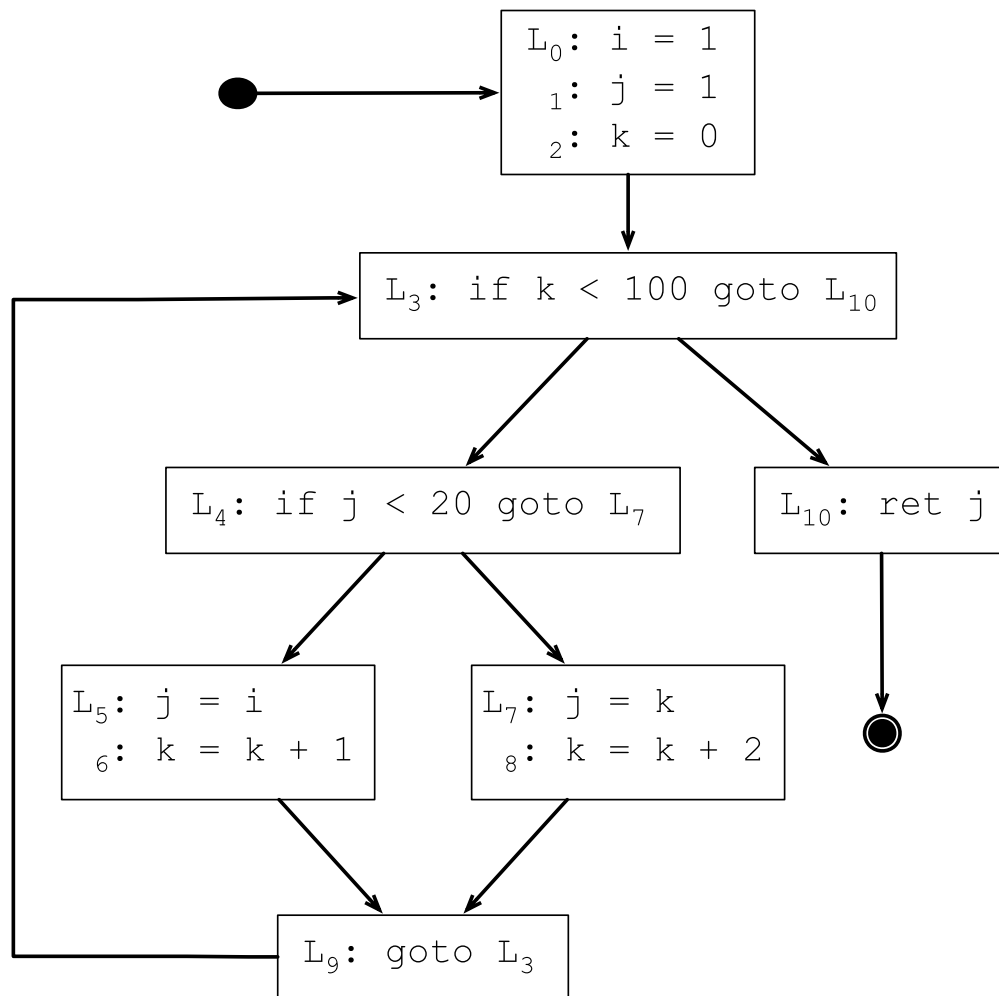 L₀: i = 1
₁: j = 1
₂: k = 0
L₃: if k < 100 goto L₁₀
L₄: if j < 20 goto L₇
L₁₀: ret j
L₅: j = i
₆: k = k + 1
L₇: j = k
₈: k = k + 2
L₉: goto L₃